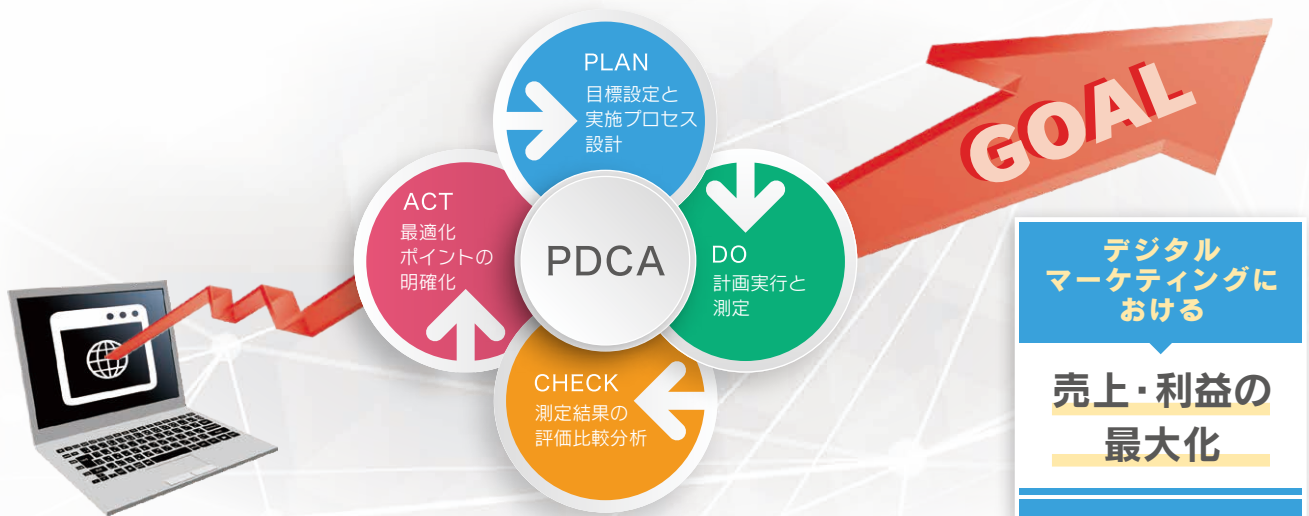 PLAN
目標設定と
実施プロセス
設計
GOAL
ACT
最適化
ポイントの
明確化
PDCA
DO
計画実行と
測定
CHECK
測定結果の
評価比較分析
デジタル
マーケティングに
おける
売上・利益の
最大化